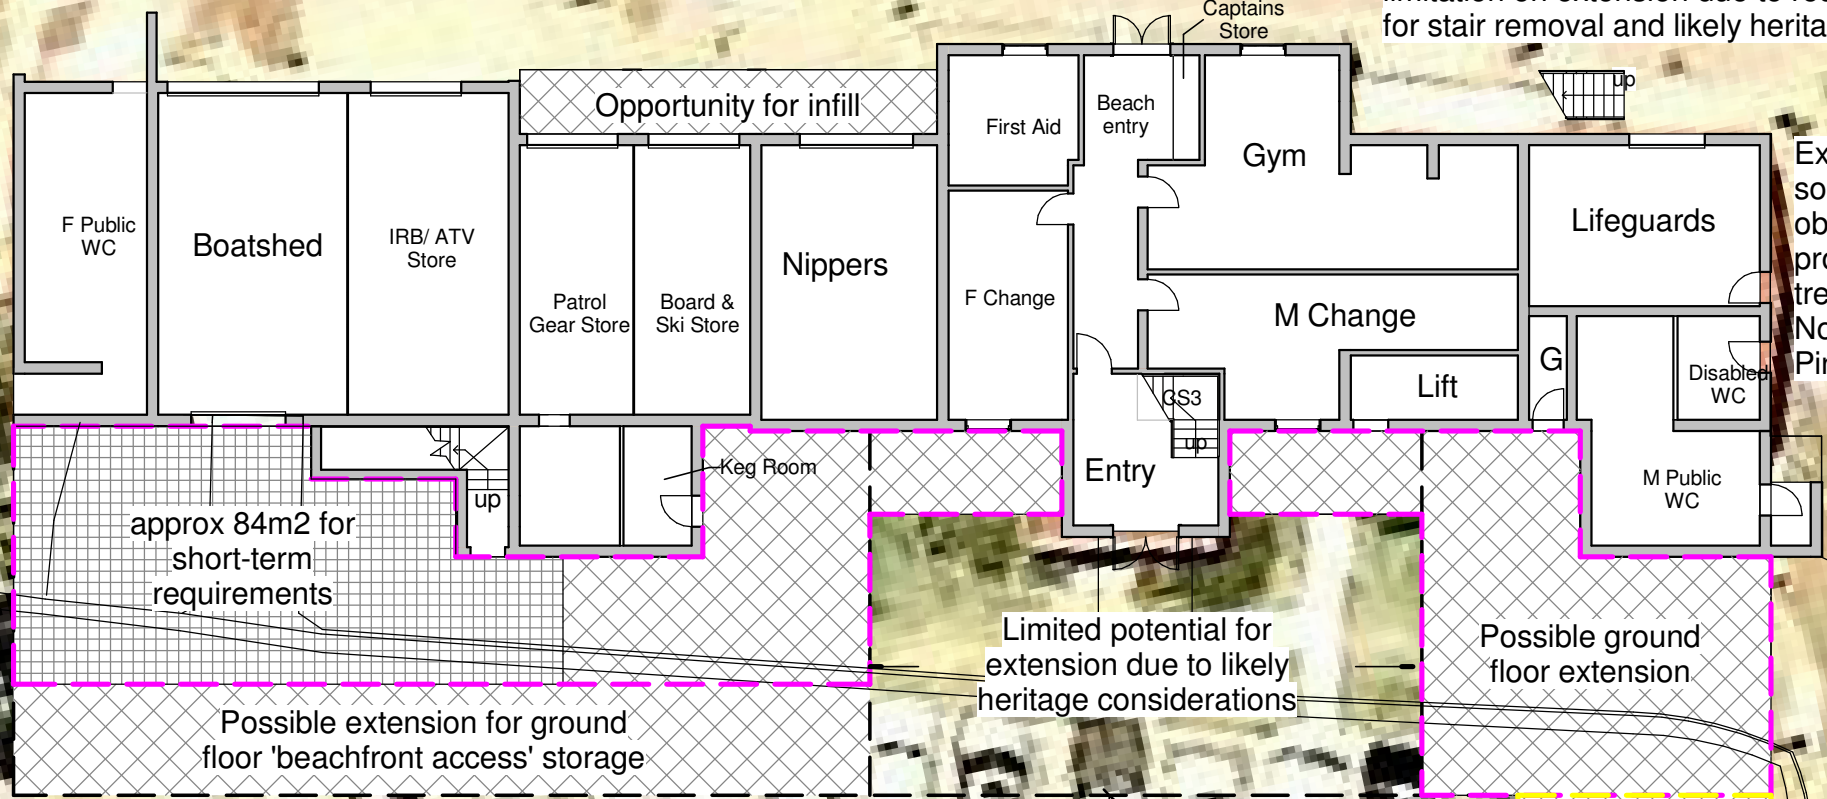 Captains
Store
for stair removal and likely
up
Opportunity for infill
Beach
entry
First Aid
Gym
F Public
WC
Boatshed
IRB/ ATV
Store
Nippers
Lifeguards
Patrol
Gear Store
Board &
Ski Store
F Change
M Change
G
Lift
Disabled
WC
GS3
up
Entry
Keg Room
up
M Public
WC
approx 84m2 for
short-term
requirements
Limited potential for
extension due to likely
heritage considerations
Possible ground
floor extension
Possible extension for ground
floor 'beachfront access' storage